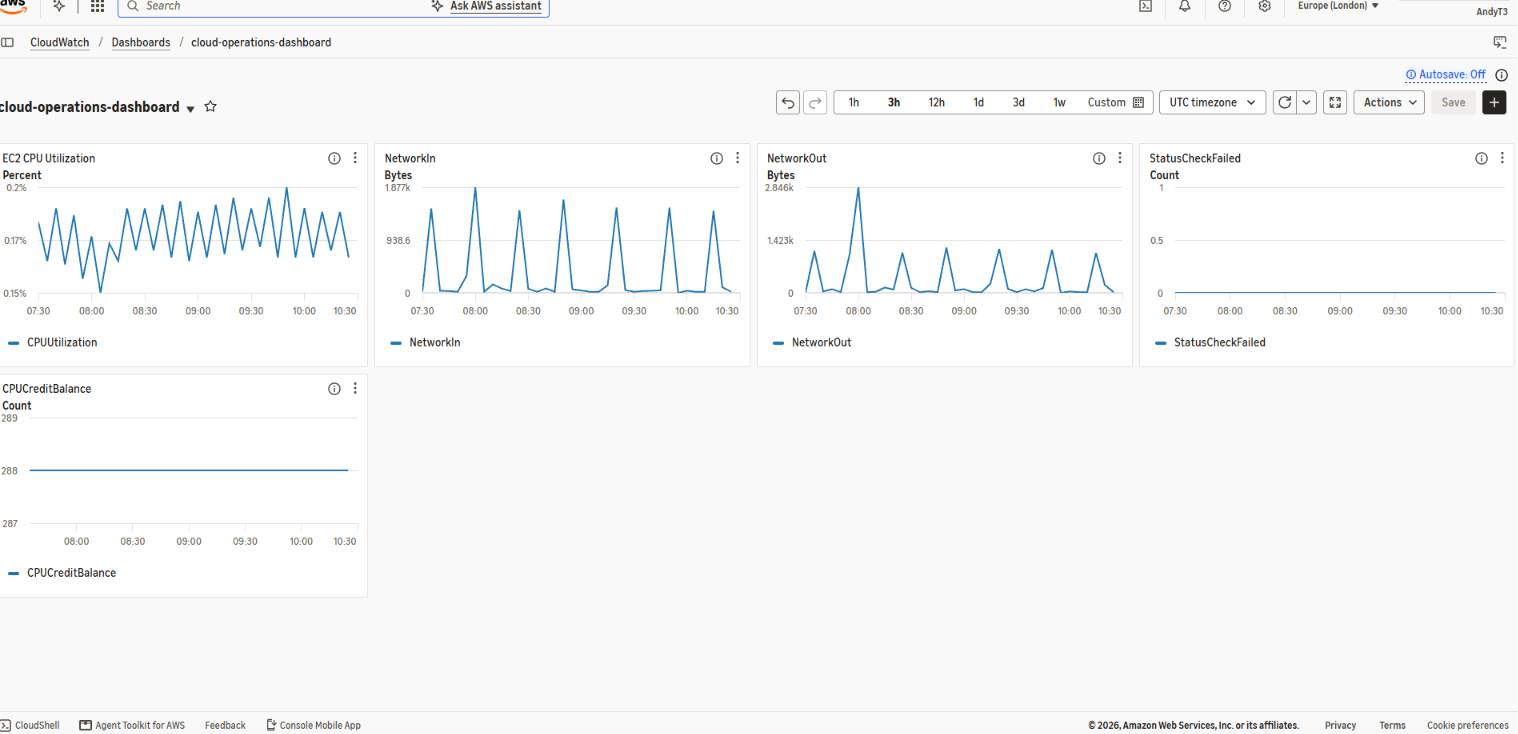 aws Search Ask AWS assistant Europe (London) AndyT3
CloudWatch / Dashboards / cloud-operations-dashboard
Autosave: Off
cloud-operations-dashboard
1h 3h 12h 1d 3d 1w Custom UTC timezone Actions Save
EC2 CPU Utilization
Percent
0.2%
0.17%
0.15%
07:30 08:00 08:30 09:00 09:30 10:00 10:30
CPUUtilization
NetworkIn
Bytes
1.877k
938.6
0
07:30 08:00 08:30 09:00 09:30 10:00 10:30
NetworkIn
NetworkOut
Bytes
2.846k
1.423k
0
07:30 08:00 08:30 09:00 09:30 10:00 10:30
NetworkOut
StatusCheckFailed
Count
1
0.5
0
07:30 08:00 08:30 09:00 09:30 10:00 10:30
StatusCheckFailed
CPUCreditBalance
Count
289
288
287
08:00 08:30 09:00 09:30 10:00 10:30
CPUCreditBalance
CloudShell Agent Toolkit for AWS Feedback Console Mobile App © 2026, Amazon Web Services, Inc. or its affiliates. Privacy Terms Cookie preferences